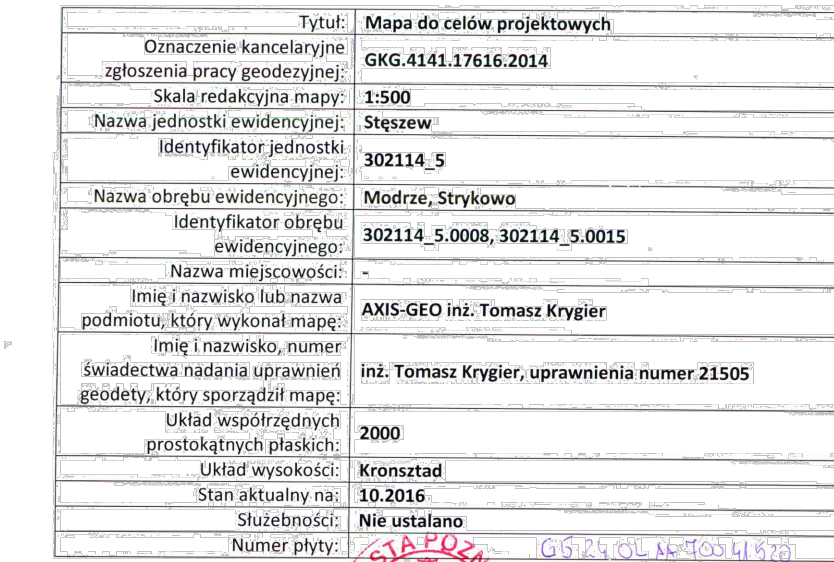 Tytuł: Mapa do celów projektowych
Oznaczenie kancelaryjne
zgłoszenia pracy geodezyjnej: GKG.4141.17616.2014
Skala redakcyjna mapy: 1:500
Nazwa jednostki ewidencyjnej: Stęszew
Identyfikator jednostki
ewidencyjnej: 302114_5
Nazwa obrębu ewidencyjnego: Modrze, Strykowo
Identyfikator obrębu
ewidencyjnego: 302114_5.0008, 302114_5.0015
Nazwa miejscowości: -
Imię i nazwisko lub nazwa
podmiotu, który wykonał mapę: AXIS-GEO inż. Tomasz Krygier
Imię i nazwisko, numer
świadectwa nadania uprawnień
geodety, który sporządził mapę: inż. Tomasz Krygier, uprawnienia numer 21505
Układ współrzędnych
prostokątnych płaskich: 2000
Układ wysokości: Kronsztad
Stan aktualny na: 10.2016
Służebności: Nie ustalano
Numer płyty: